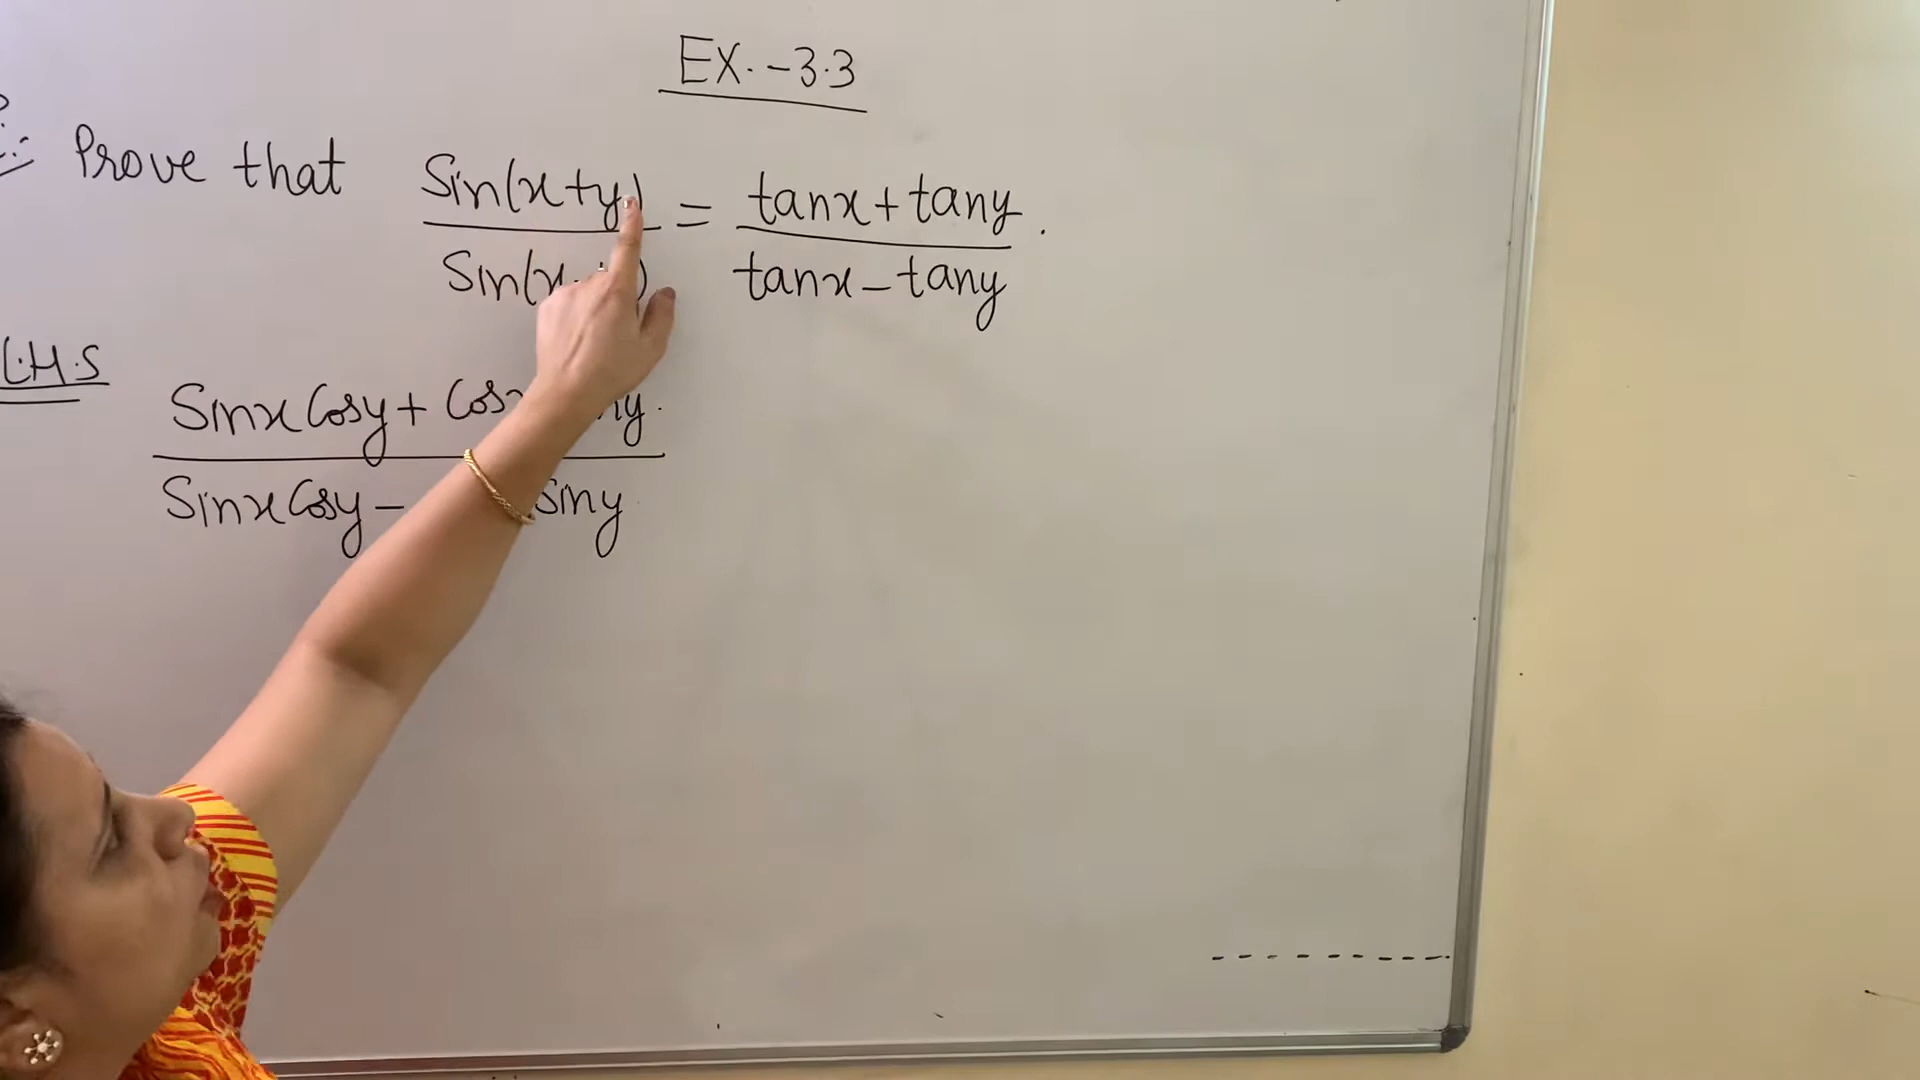 EX.-3.3
Prove that Sin(x+y) = tanx+tany.
Sin(x tanx-tany
L.H.S
Sinx Cosy + Cos
Sinx Cosy - siny